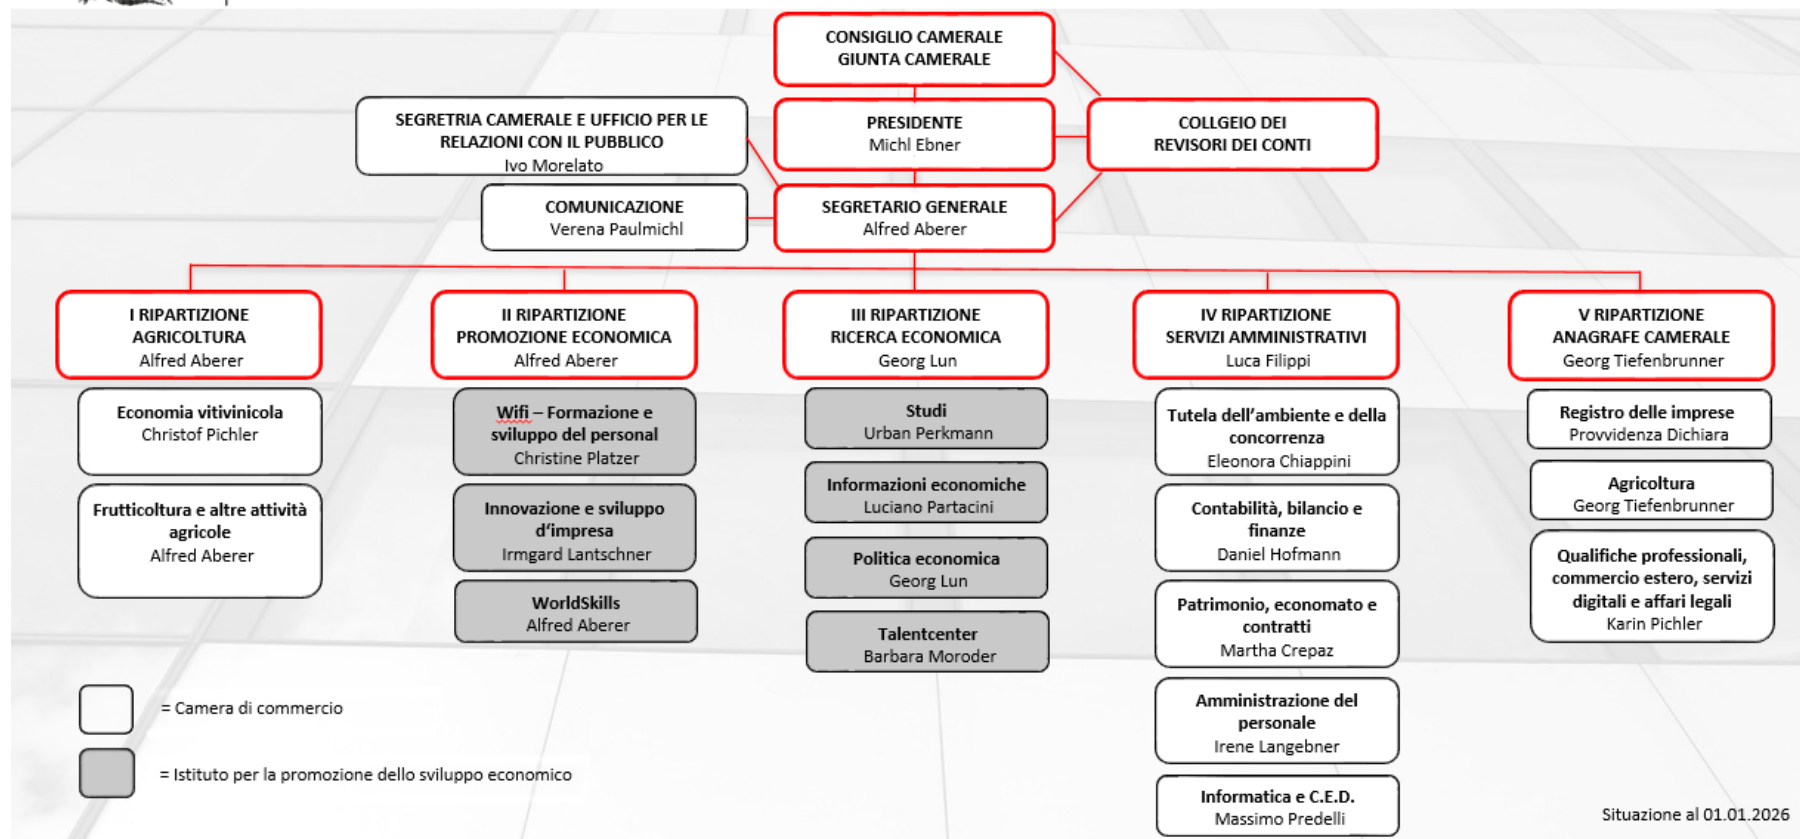 CONSIGLIO CAMERALE
GIUNTA CAMERALE
SEGRETRIA CAMERALE E UFFICIO PER LE
RELAZIONI CON IL PUBBLICO
Ivo Morelato
PRESIDENTE
Michl Ebner
COLLGEIO DEI
REVISORI DEI CONTI
COMUNICAZIONE
Verena Paulmichl
SEGRETARIO GENERALE
Alfred Aberer
I RIPARTIZIONE
AGRICOLTURA
Alfred Aberer
Economia vitivinicola
Christof Pichler
Frutticoltura e altre attività
agricole
Alfred Aberer
II RIPARTIZIONE
PROMOZIONE ECONOMICA
Alfred Aberer
Wifi – Formazione e
sviluppo del personal
Christine Platzer
Innovazione e sviluppo
d‘impresa
Irmgard Lantschner
WorldSkills
Alfred Aberer
III RIPARTIZIONE
RICERCA ECONOMICA
Georg Lun
Studi
Urban Perkmann
Informazioni economiche
Luciano Partacini
Politica economica
Georg Lun
Talentcenter
Barbara Moroder
IV RIPARTIZIONE
SERVIZI AMMINISTRATIVI
Luca Filippi
Tutela dell’ambiente e della
concorrenza
Eleonora Chiappini
Contabilità, bilancio e
finanze
Daniel Hofmann
Patrimonio, economato e
contratti
Martha Crepaz
Amministrazione del
personale
Irene Langebner
Informatica e C.E.D.
Massimo Predelli
V RIPARTIZIONE
ANAGRAFE CAMERALE
Georg Tiefenbrunner
Registro delle imprese
Provvidenza Dichiara
Agricoltura
Georg Tiefenbrunner
Qualifiche professionali,
commercio estero, servizi
digitali e affari legali
Karin Pichler
= Camera di commercio
= Istituto per la promozione dello sviluppo economico
Situazione al 01.01.2026